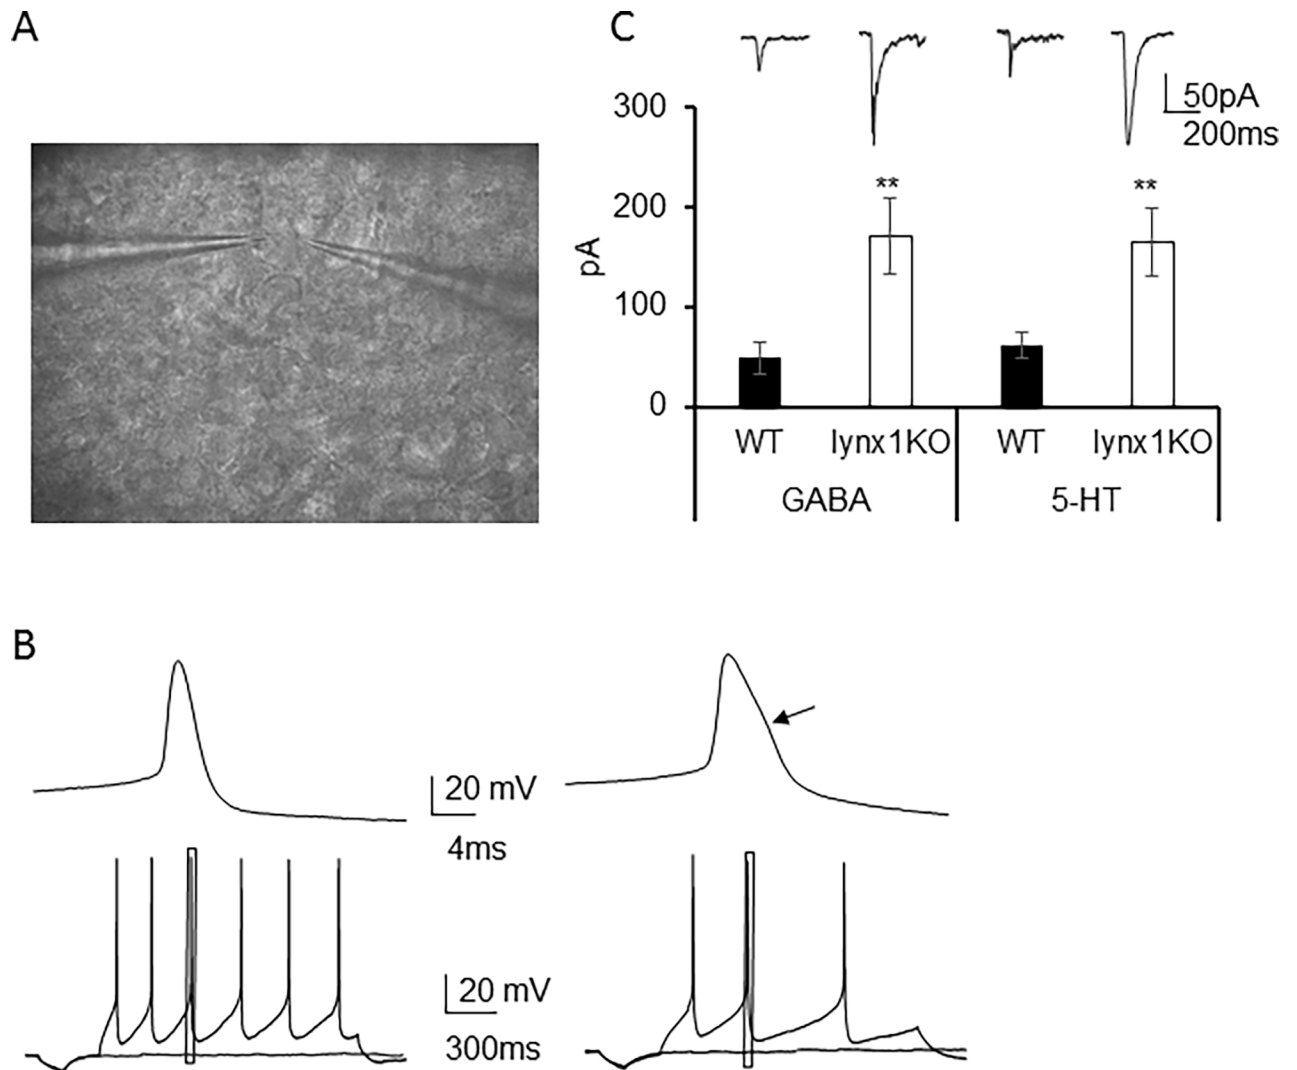 A
C
50pA
200ms
300
200
100
0
pA
** **
WT lynx1KO WT lynx1KO
GABA 5-HT
B
20 mV
4ms
20 mV
300ms